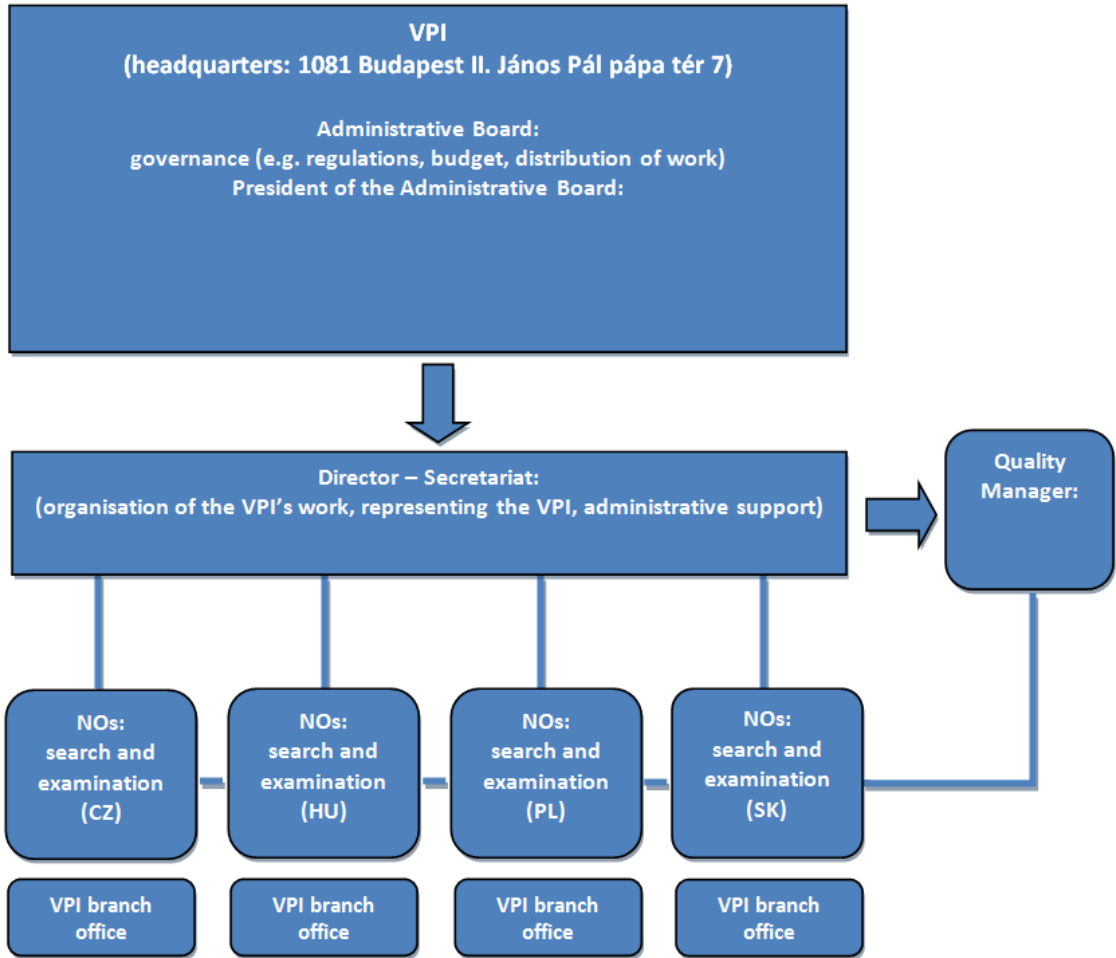 VPI
(headquarters: 1081 Budapest II. János Pál pápa tér 7)
Administrative Board:
governance (e.g. regulations, budget, distribution of work)
President of the Administrative Board:
Director – Secretariat:
(organisation of the VPI's work, representing the VPI, administrative support)
Quality
Manager:
NOs:
search and
examination
(CZ)
NOs:
search and
examination
(HU)
NOs:
search and
examination
(PL)
NOs:
search and
examination
(SK)
VPI branch
office
VPI branch
office
VPI branch
office
VPI branch
office